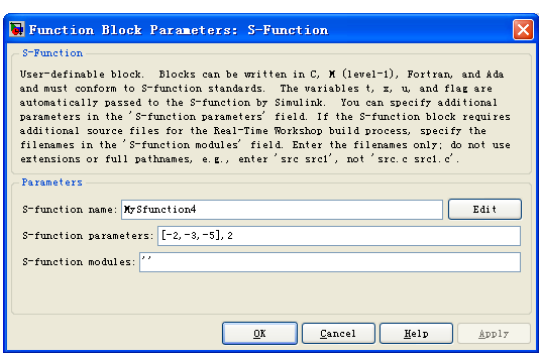 Function Block Parameters: S-Function
S-Function
User-definable block. Blocks can be written in C, M (level-1), Fortran, and Ada
and must conform to S-function standards. The variables t, x, u, and flag are
automatically passed to the S-function by Simulink. You can specify additional
parameters in the 'S-function parameters' field. If the S-function block requires
additional source files for the Real-Time Workshop build process, specify the
filenames in the 'S-function modules' field. Enter the filenames only; do not use
extensions or full pathnames, e.g., enter 'src src1', not 'src.c src1.c'.
Parameters
S-function name: MySfunction4 Edit
S-function parameters: [-2,-3,-5],2
S-function modules: ''
OK Cancel Help Apply